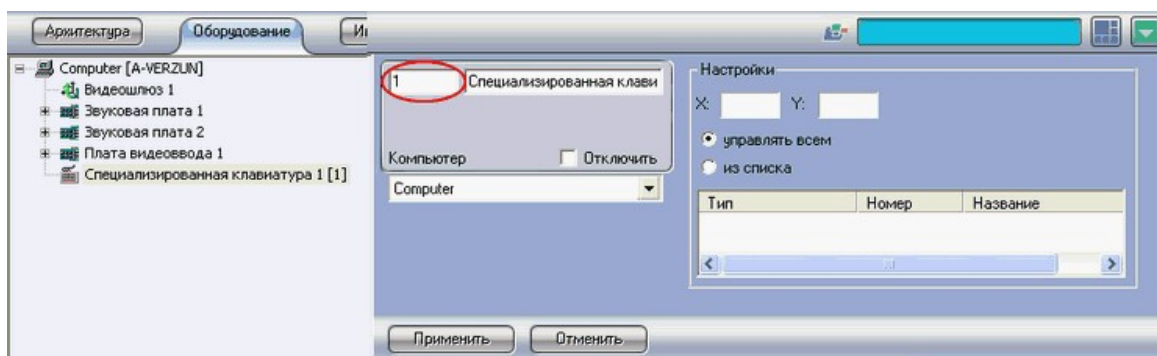 Архитектура
Оборудование
Ин
Computer [A-VERZUN]
Видеошлюз 1
Звуковая плата 1
Звуковая плата 2
Плата видеоввода 1
Специализированная клавиатура 1 [1]
1
Специализированная клави
Компьютер
Отключить
Computer
Настройки
X:
Y:
управлять всем
из списка
Тип
Номер
Название
Применить
Отменить